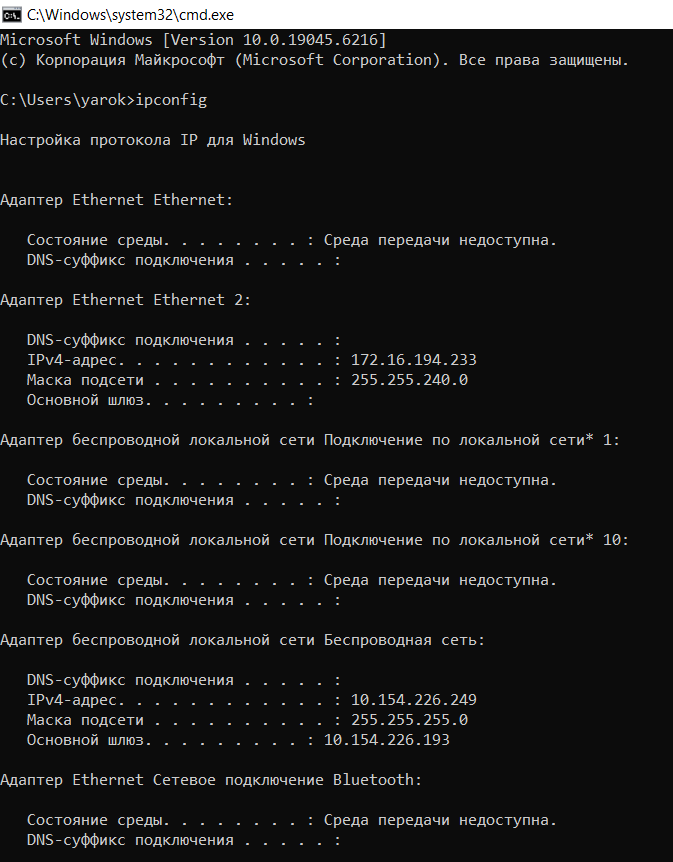 C:\Windows\system32\cmd.exe
Microsoft Windows [Version 10.0.19045.6216]
(c) Корпорация Майкрософт (Microsoft Corporation). Все права защищены.
C:\Users\yarok>ipconfig
Настройка протокола IP для Windows
Адаптер Ethernet Ethernet:
Состояние среды. . . . . . . . : Среда передачи недоступна.
DNS-суффикс подключения . . . . . :
Адаптер Ethernet Ethernet 2:
DNS-суффикс подключения . . . . . :
IPv4-адрес. . . . . . . . . . . . : 172.16.194.233
Маска подсети . . . . . . . . . . : 255.255.240.0
Основной шлюз. . . . . . . . . :
Адаптер беспроводной локальной сети Подключение по локальной сети* 1:
Состояние среды. . . . . . . . : Среда передачи недоступна.
DNS-суффикс подключения . . . . . :
Адаптер беспроводной локальной сети Подключение по локальной сети* 10:
Состояние среды. . . . . . . . : Среда передачи недоступна.
DNS-суффикс подключения . . . . . :
Адаптер беспроводной локальной сети Беспроводная сеть:
DNS-суффикс подключения . . . . . :
IPv4-адрес. . . . . . . . . . . . : 10.154.226.249
Маска подсети . . . . . . . . . . : 255.255.255.0
Основной шлюз. . . . . . . . . : 10.154.226.193
Адаптер Ethernet Сетевое подключение Bluetooth:
Состояние среды. . . . . . . . : Среда передачи недоступна.
DNS-суффикс подключения . . . . . :